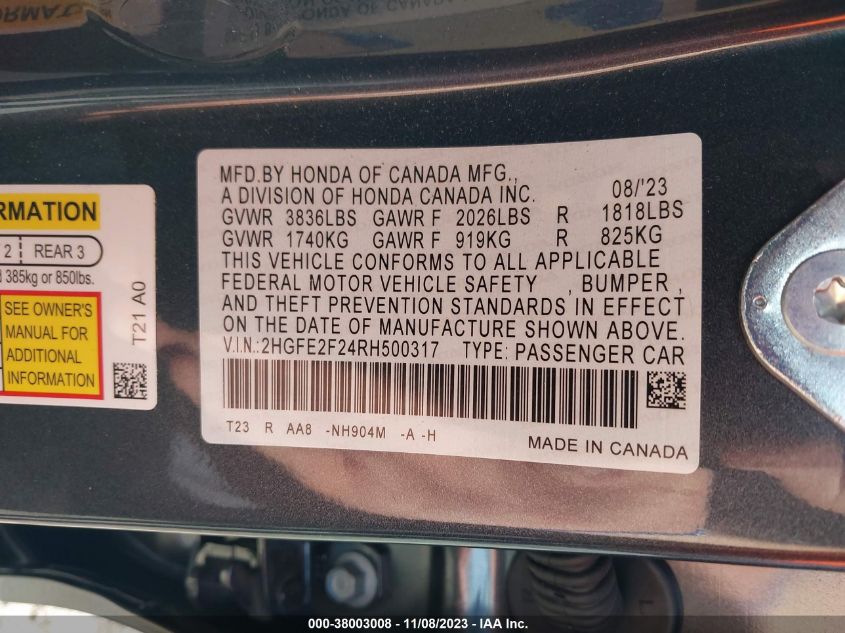 ORMATION
2 REAR 3
385kg or 850lbs.
SEE OWNER'S
MANUAL FOR
ADDITIONAL
INFORMATION
T21 A0
MFD.BY HONDA OF CANADA MFG.,
A DIVISION OF HONDA CANADA INC. 08/'23
GVWR 3836LBS GAWR F 2026LBS R 1818LBS
GVWR 1740KG GAWR F 919KG R 825KG
THIS VEHICLE CONFORMS TO ALL APPLICABLE
FEDERAL MOTOR VEHICLE SAFETY , BUMPER ,
AND THEFT PREVENTION STANDARDS IN EFFECT
ON THE DATE OF MANUFACTURE SHOWN ABOVE.
V.I.N.:2HGFE2F24RH500317 TYPE: PASSENGER CAR
T23 R AA8 -NH904M -A -H
MADE IN CANADA
000-38003008 - 11/08/2023 - IAA Inc.